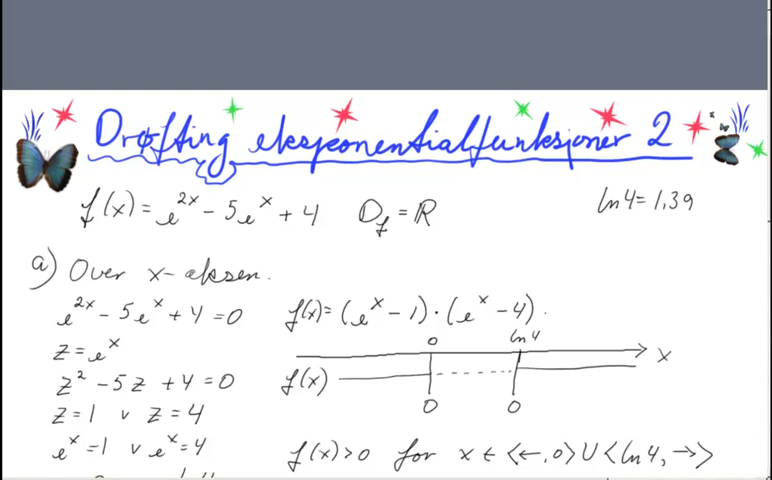 Drøfting eksponentialfunksjoner 2
f(x) = e^{2x} - 5e^x + 4 D_f = ℝ ln4 = 1,39
a) Over x-aksen.
e^{2x} - 5e^x + 4 = 0
z = e^x
z² - 5z + 4 = 0
z = 1 ∨ z = 4
e^x = 1 ∨ e^x = 4
f(x) = (e^x - 1) · (e^x - 4).
0 ln4
x
f(x)
0 0
f(x) > 0 for x ∈ <←, 0> ∪ <ln4, →>